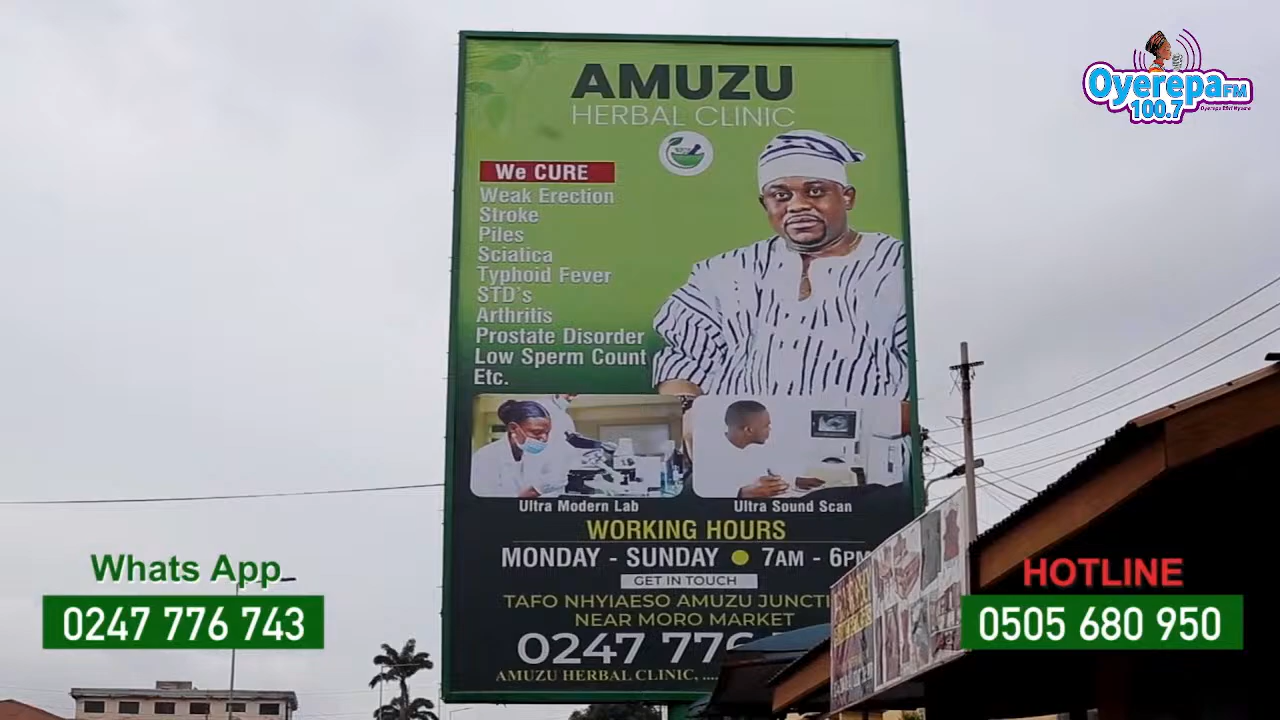 AMUZU
HERBAL CLINIC
We CURE
Weak Erection
Stroke
Piles
Sciatica
Typhoid Fever
STD's
Arthritis
Prostate Disorder
Low Sperm Count
Etc.
Ultra Modern Lab
Ultra Sound Scan
WORKING HOURS
MONDAY - SUNDAY 7AM - 6PM
GET IN TOUCH
TAFO NHYIAESO AMUZU JUNCTI
NEAR MORO MARKET
0247 776
AMUZU HERBAL CLINIC, ....
Oyerepa FM
100.7
Whats App
0247 776 743
HOTLINE
0505 680 950